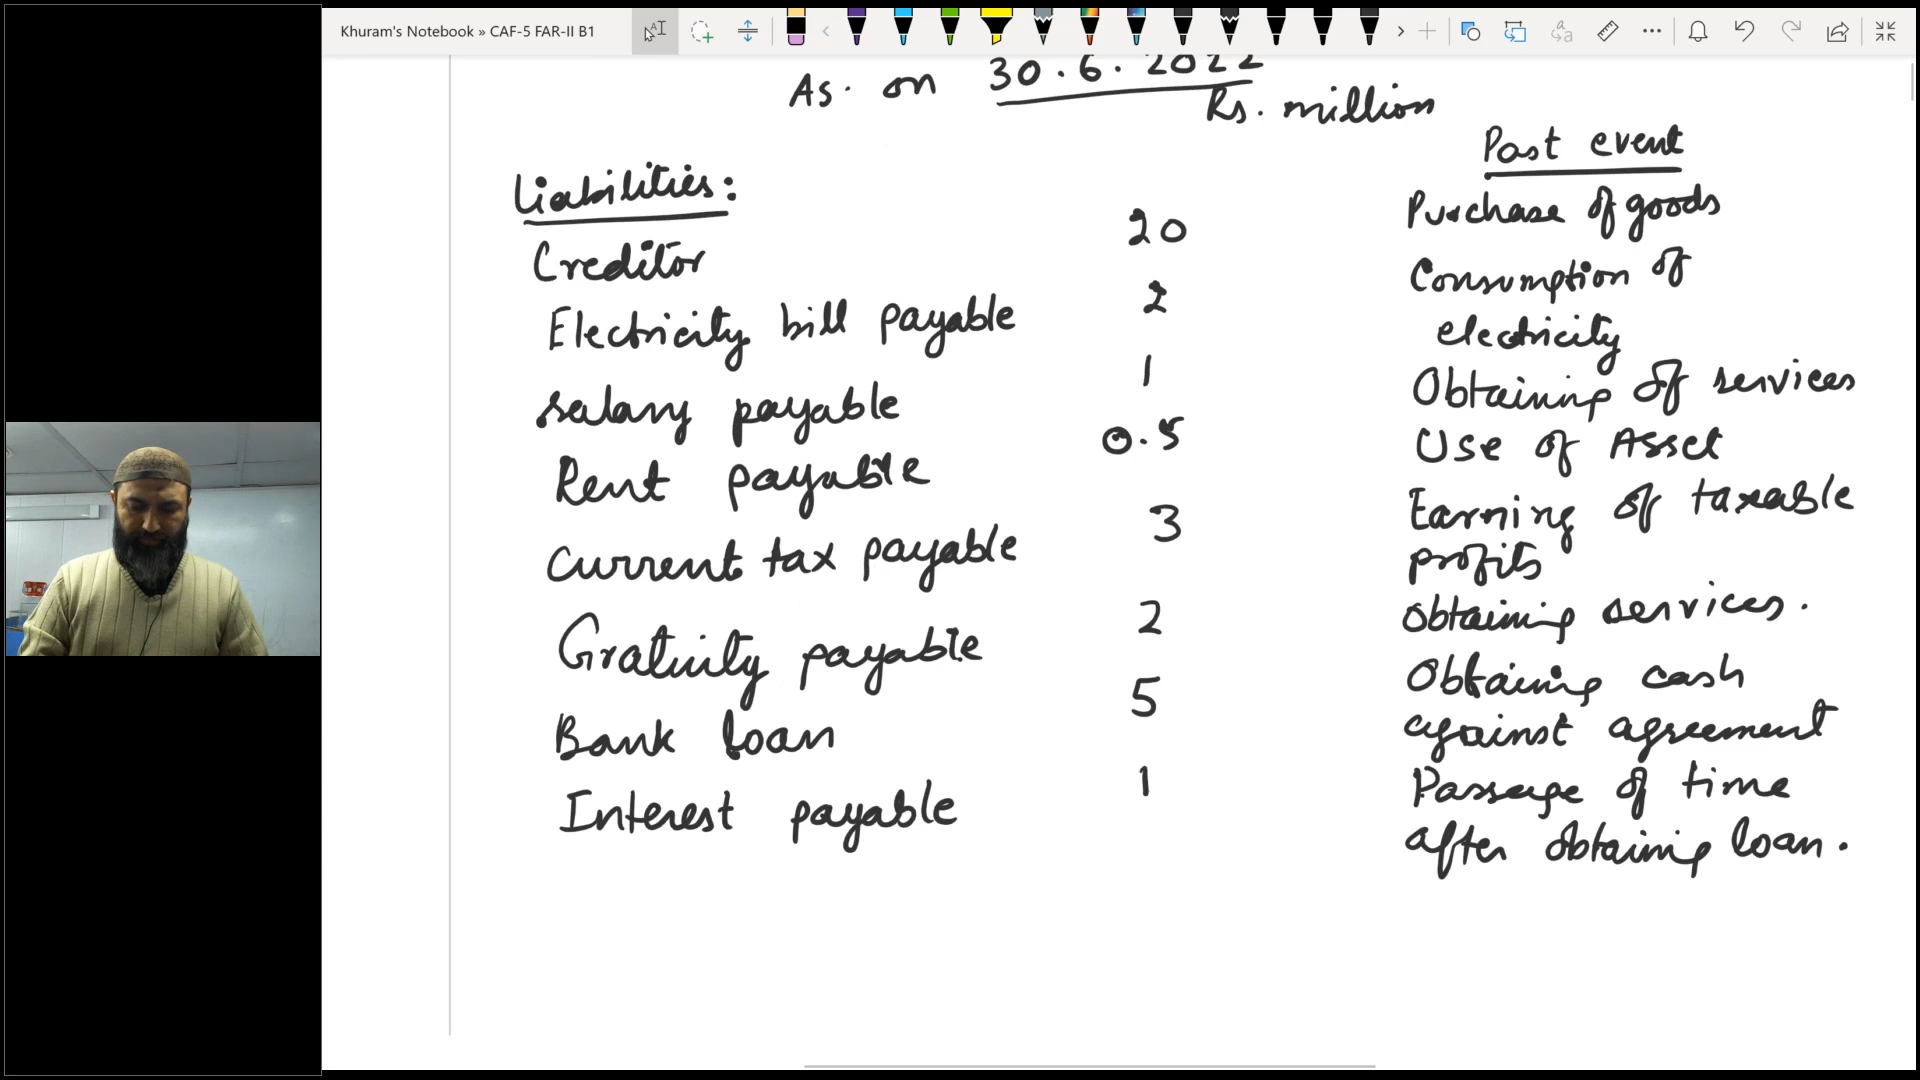 Khuram's Notebook » CAF-5 FAR-II B1
As. on 30.6.2022
Rs. million
Past event
Liabilities:
Creditor 20 Purchase of goods
Electricity bill payable 2 Consumption of
electricity
Salary payable 1 Obtaining of services
Rent payable 0.5 Use of Asset
Current tax payable 3 Earning of taxable
profits
Gratuity payable 2 obtaining services.
Bank loan 5 Obtaining cash
against agreement
Interest payable 1 Passage of time
after obtaining loan.